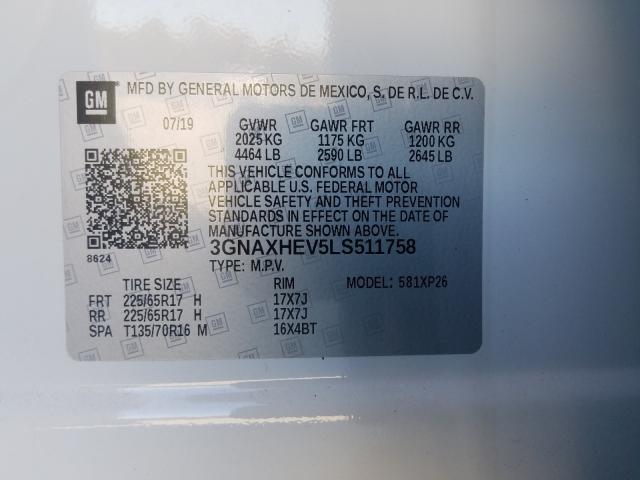 GM MFD BY GENERAL MOTORS DE MEXICO, S. DE R.L. DE C.V.
07/19 GVWR GAWR FRT GAWR RR
2025 KG 1175 KG 1200 KG
4464 LB 2590 LB 2645 LB
THIS VEHICLE CONFORMS TO ALL
APPLICABLE U.S. FEDERAL MOTOR
VEHICLE SAFETY AND THEFT PREVENTION
STANDARDS IN EFFECT ON THE DATE OF
MANUFACTURE SHOWN ABOVE.
3GNAXHEV5LS511758
8624 TYPE: M.P.V.
TIRE SIZE RIM MODEL: 581XP26
FRT 225/65R17 H 17X7J
RR 225/65R17 H 17X7J
SPA T135/70R16 M 16X4BT